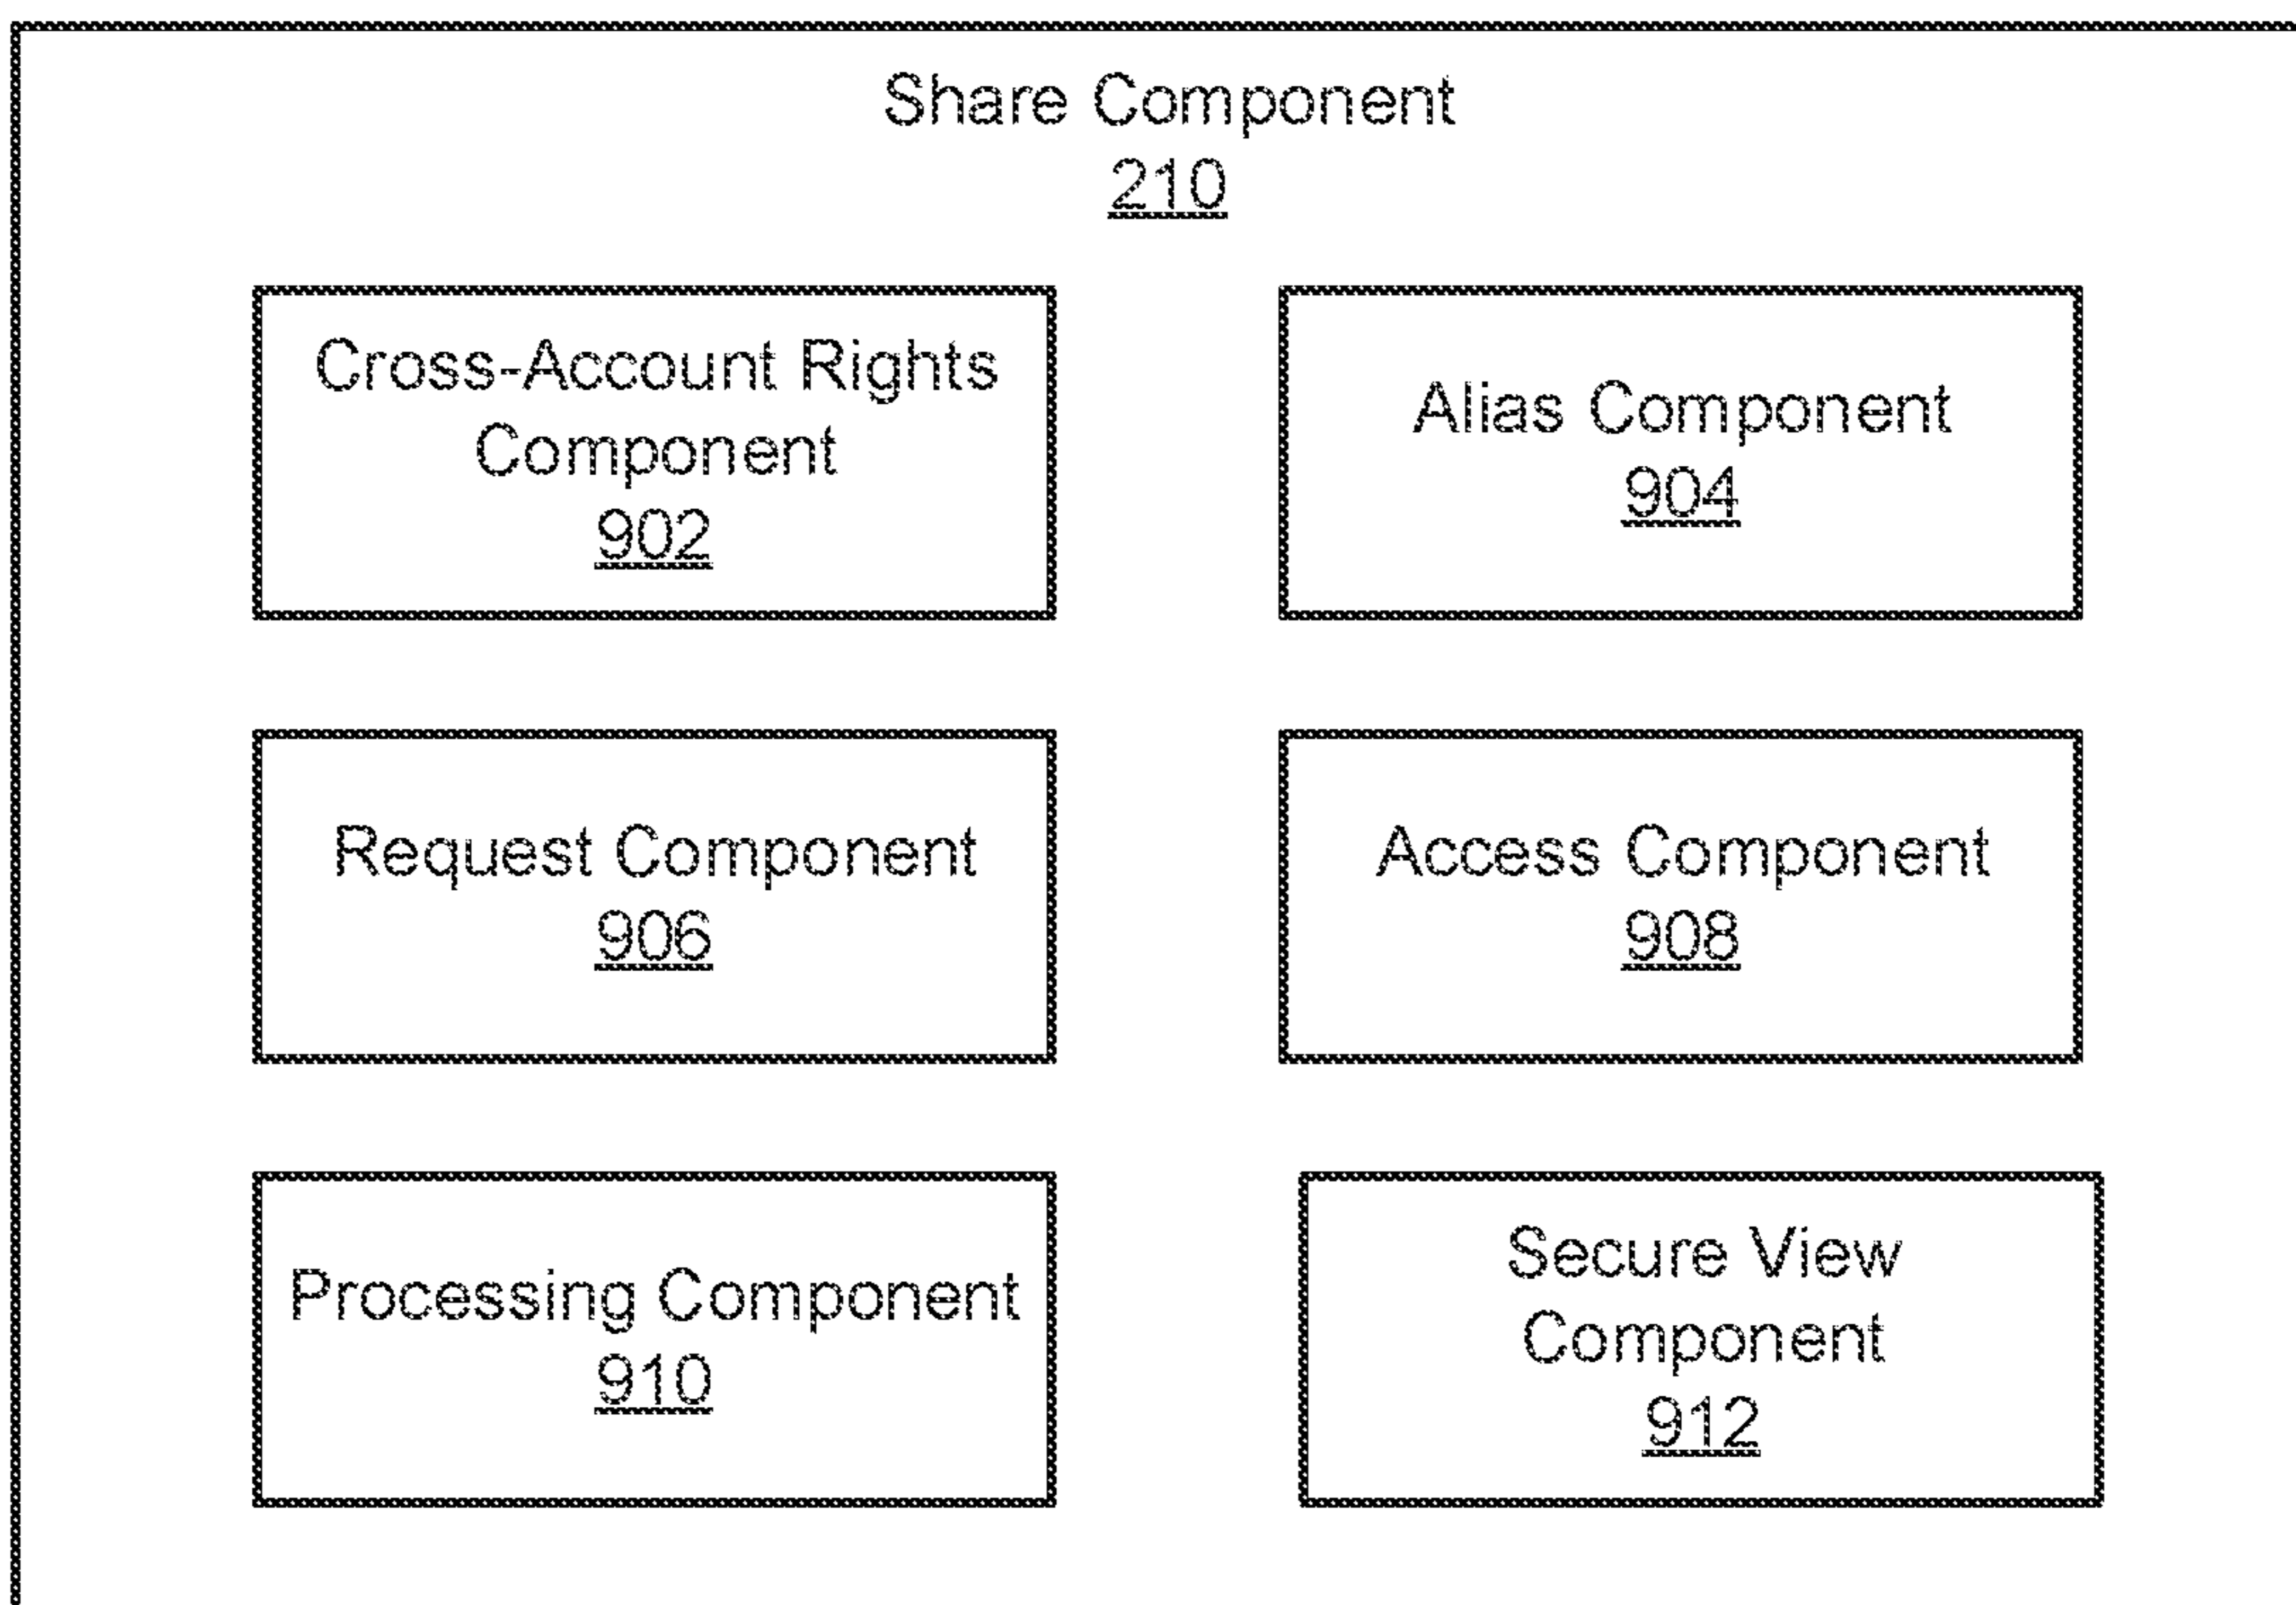 Share Component
210
Cross-Account Rights
Component
902
Alias Component
904
Request Component
906
Access Component
908
Processing Component
910
Secure View
Component
912